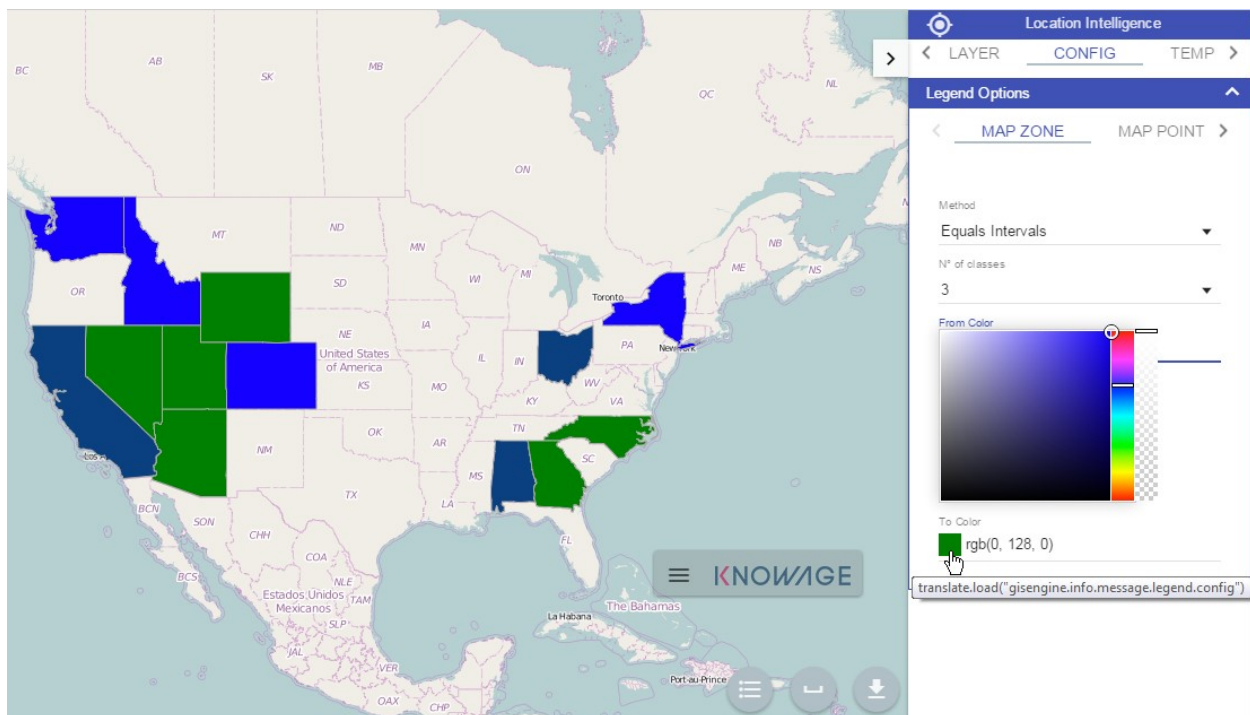 Location Intelligence
LAYER CONFIG TEMP
Legend Options
MAP ZONE MAP POINT
Method
Equals Intervals
N° of classes
3
From Color
To Color
rgb(0, 128, 0)
translate.load("gisengine.info.message.legend.config")
BC
AB
SK
MB
QC
NL
ON
MT
ND
MN
NB
ME
NS
OR
SD
WI
MI
Toronto
NE
IA
PA
New York
United States
of America
IL
IN
KS
MO
WV
KY
VA
OK
AR
TN
NM
SC
Los A
MS
TX
LA
BCN
SON
CHH
FL
COA
BCS
NLE
Estados Unidos
Mexicanos
TAM
SLP
The Bahamas
La Habana
JAL
VER
Port-au-Prince
OAX
CHP
KNOWAGE